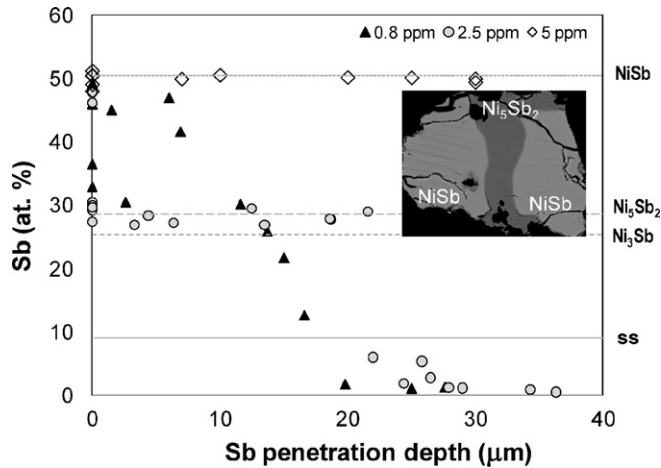 ▲ 0.8 ppm ○ 2.5 ppm ◇ 5 ppm
60
50
40
30
20
10
0
Sb (at. %)
NiSb
Ni₅Sb₂
Ni₃Sb
ss
Ni₅Sb₂
NiSb NiSb
0 10 20 30 40
Sb penetration depth (μm)